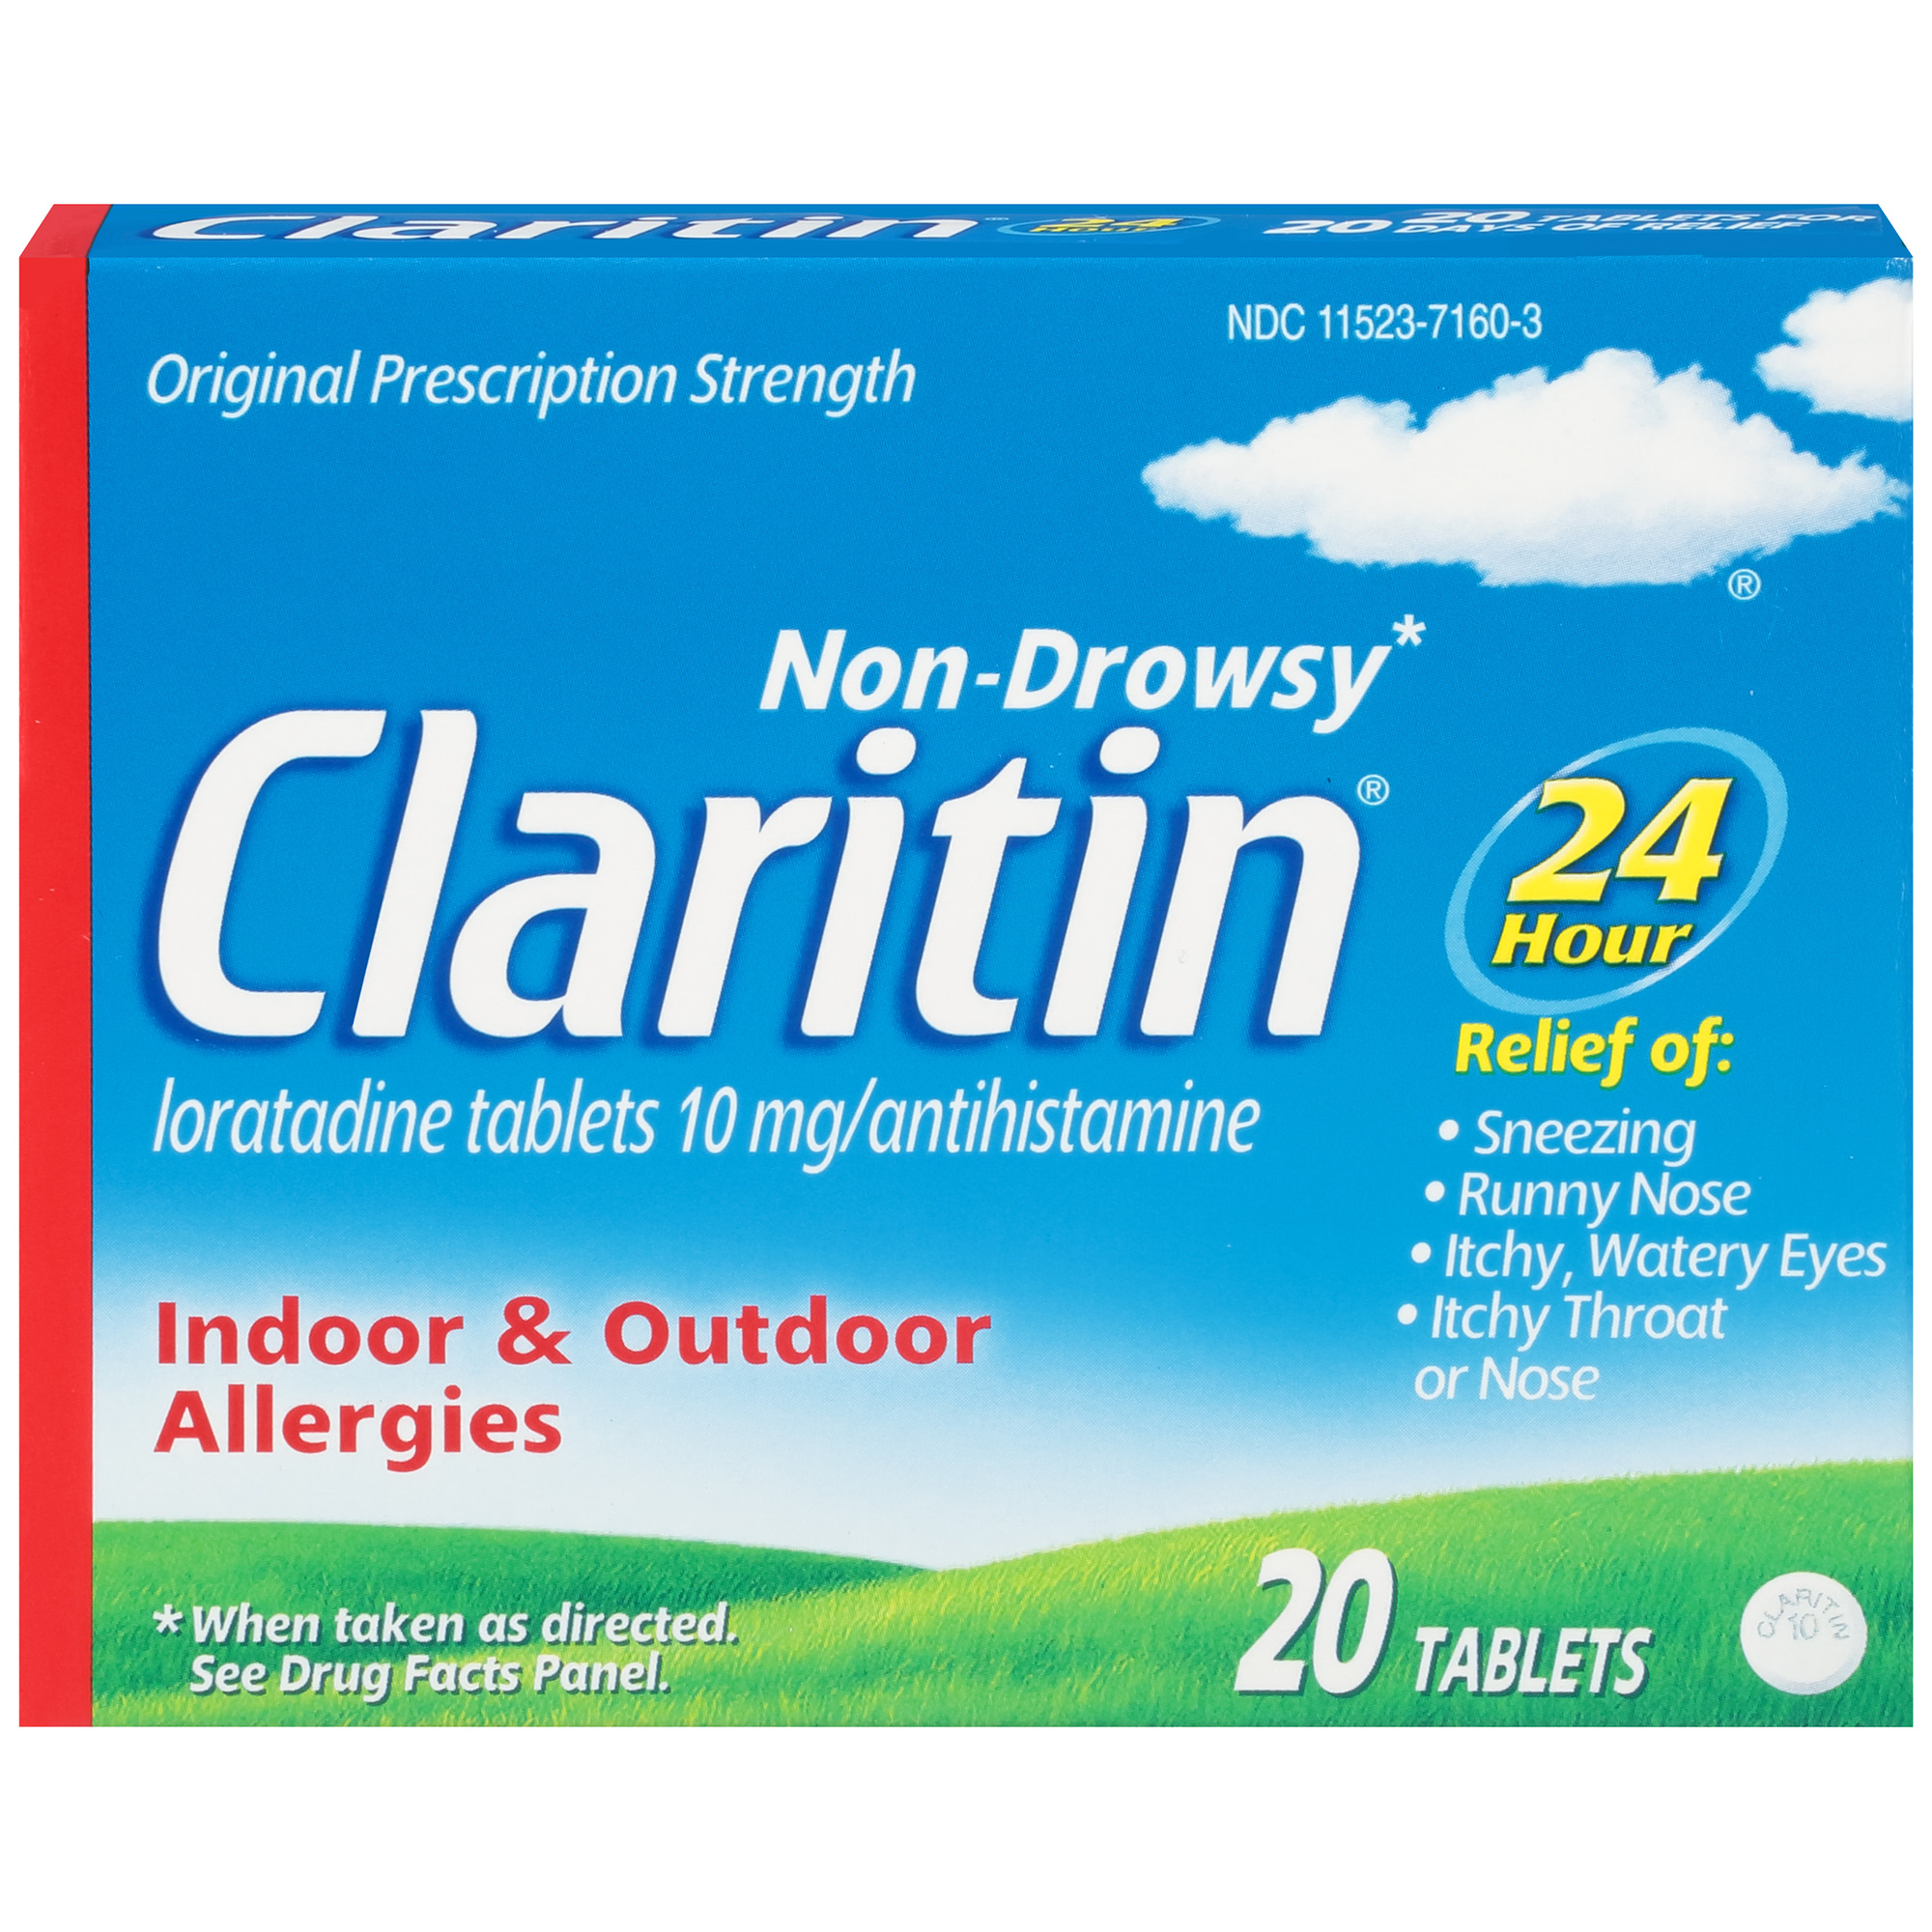 Claritin
24
Hour
20 TABLETS FOR
20 DAYS OF RELIEF
NDC 11523-7160-3
Original Prescription Strength
®
Non-Drowsy*
Claritin®
loratadine tablets 10 mg/antihistamine
24
Hour
Relief of:
• Sneezing
• Runny Nose
• Itchy, Watery Eyes
• Itchy Throat
or Nose
Indoor & Outdoor
Allergies
* When taken as directed.
See Drug Facts Panel.
20 TABLETS
CLARITIN
10